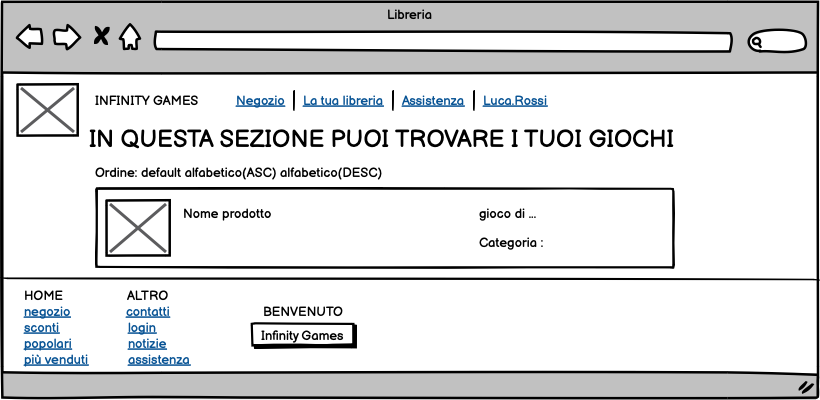 Libreria
INFINITY GAMES
Negozio
La tua libreria
Assistenza
Luca.Rossi
IN QUESTA SEZIONE PUOI TROVARE I TUOI GIOCHI
Ordine: default alfabetico(ASC) alfabetico(DESC)
Nome prodotto
gioco di ...
Categoria :
HOME
negozio
sconti
popolari
più venduti
ALTRO
contatti
login
notizie
assistenza
BENVENUTO
Infinity Games